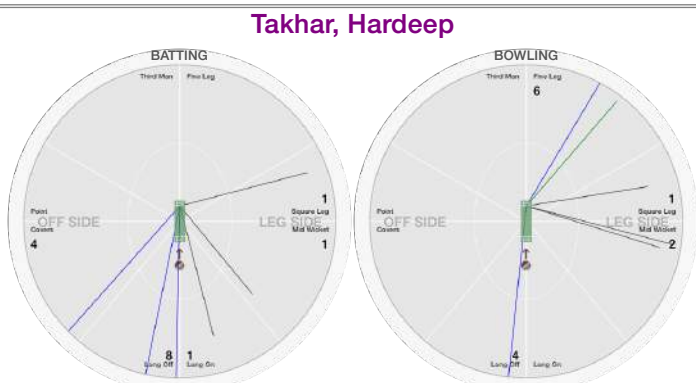 Takhar, Hardeep
BATTING
Third Man Fine Leg
1
Point Square Leg
OFF SIDE LEG SIDE
Covers Mid Wicket
4 1
8 1
Long Off Long On
BOWLING
Third Man Fine Leg
6
1
Point Square Leg
OFF SIDE LEG SIDE
Covers Mid Wicket
2
4
Long Off Long On